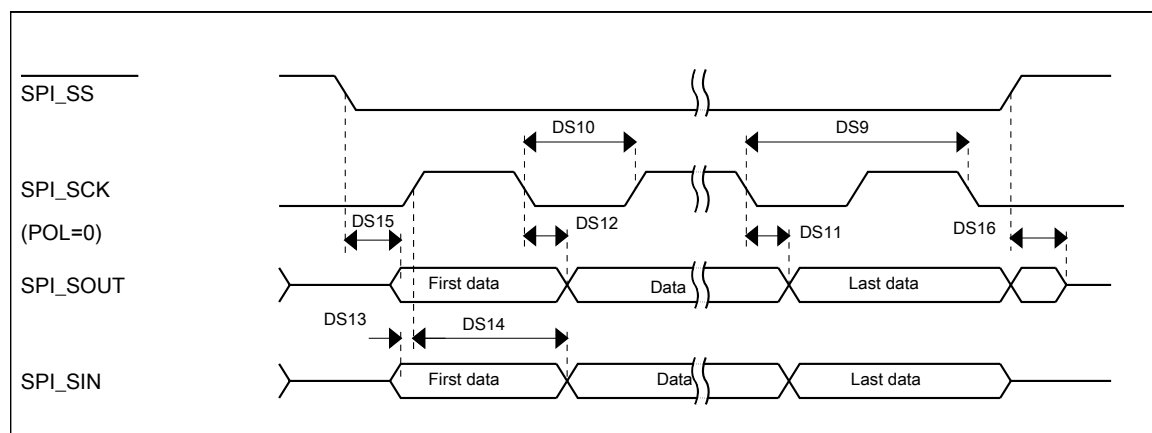 SPI_SS
DS10
DS9
SPI_SCK
(POL=0)
DS15
DS12
DS11
DS16
SPI_SOUT
First data
Data
Last data
DS13
DS14
SPI_SIN
First data
Data
Last data